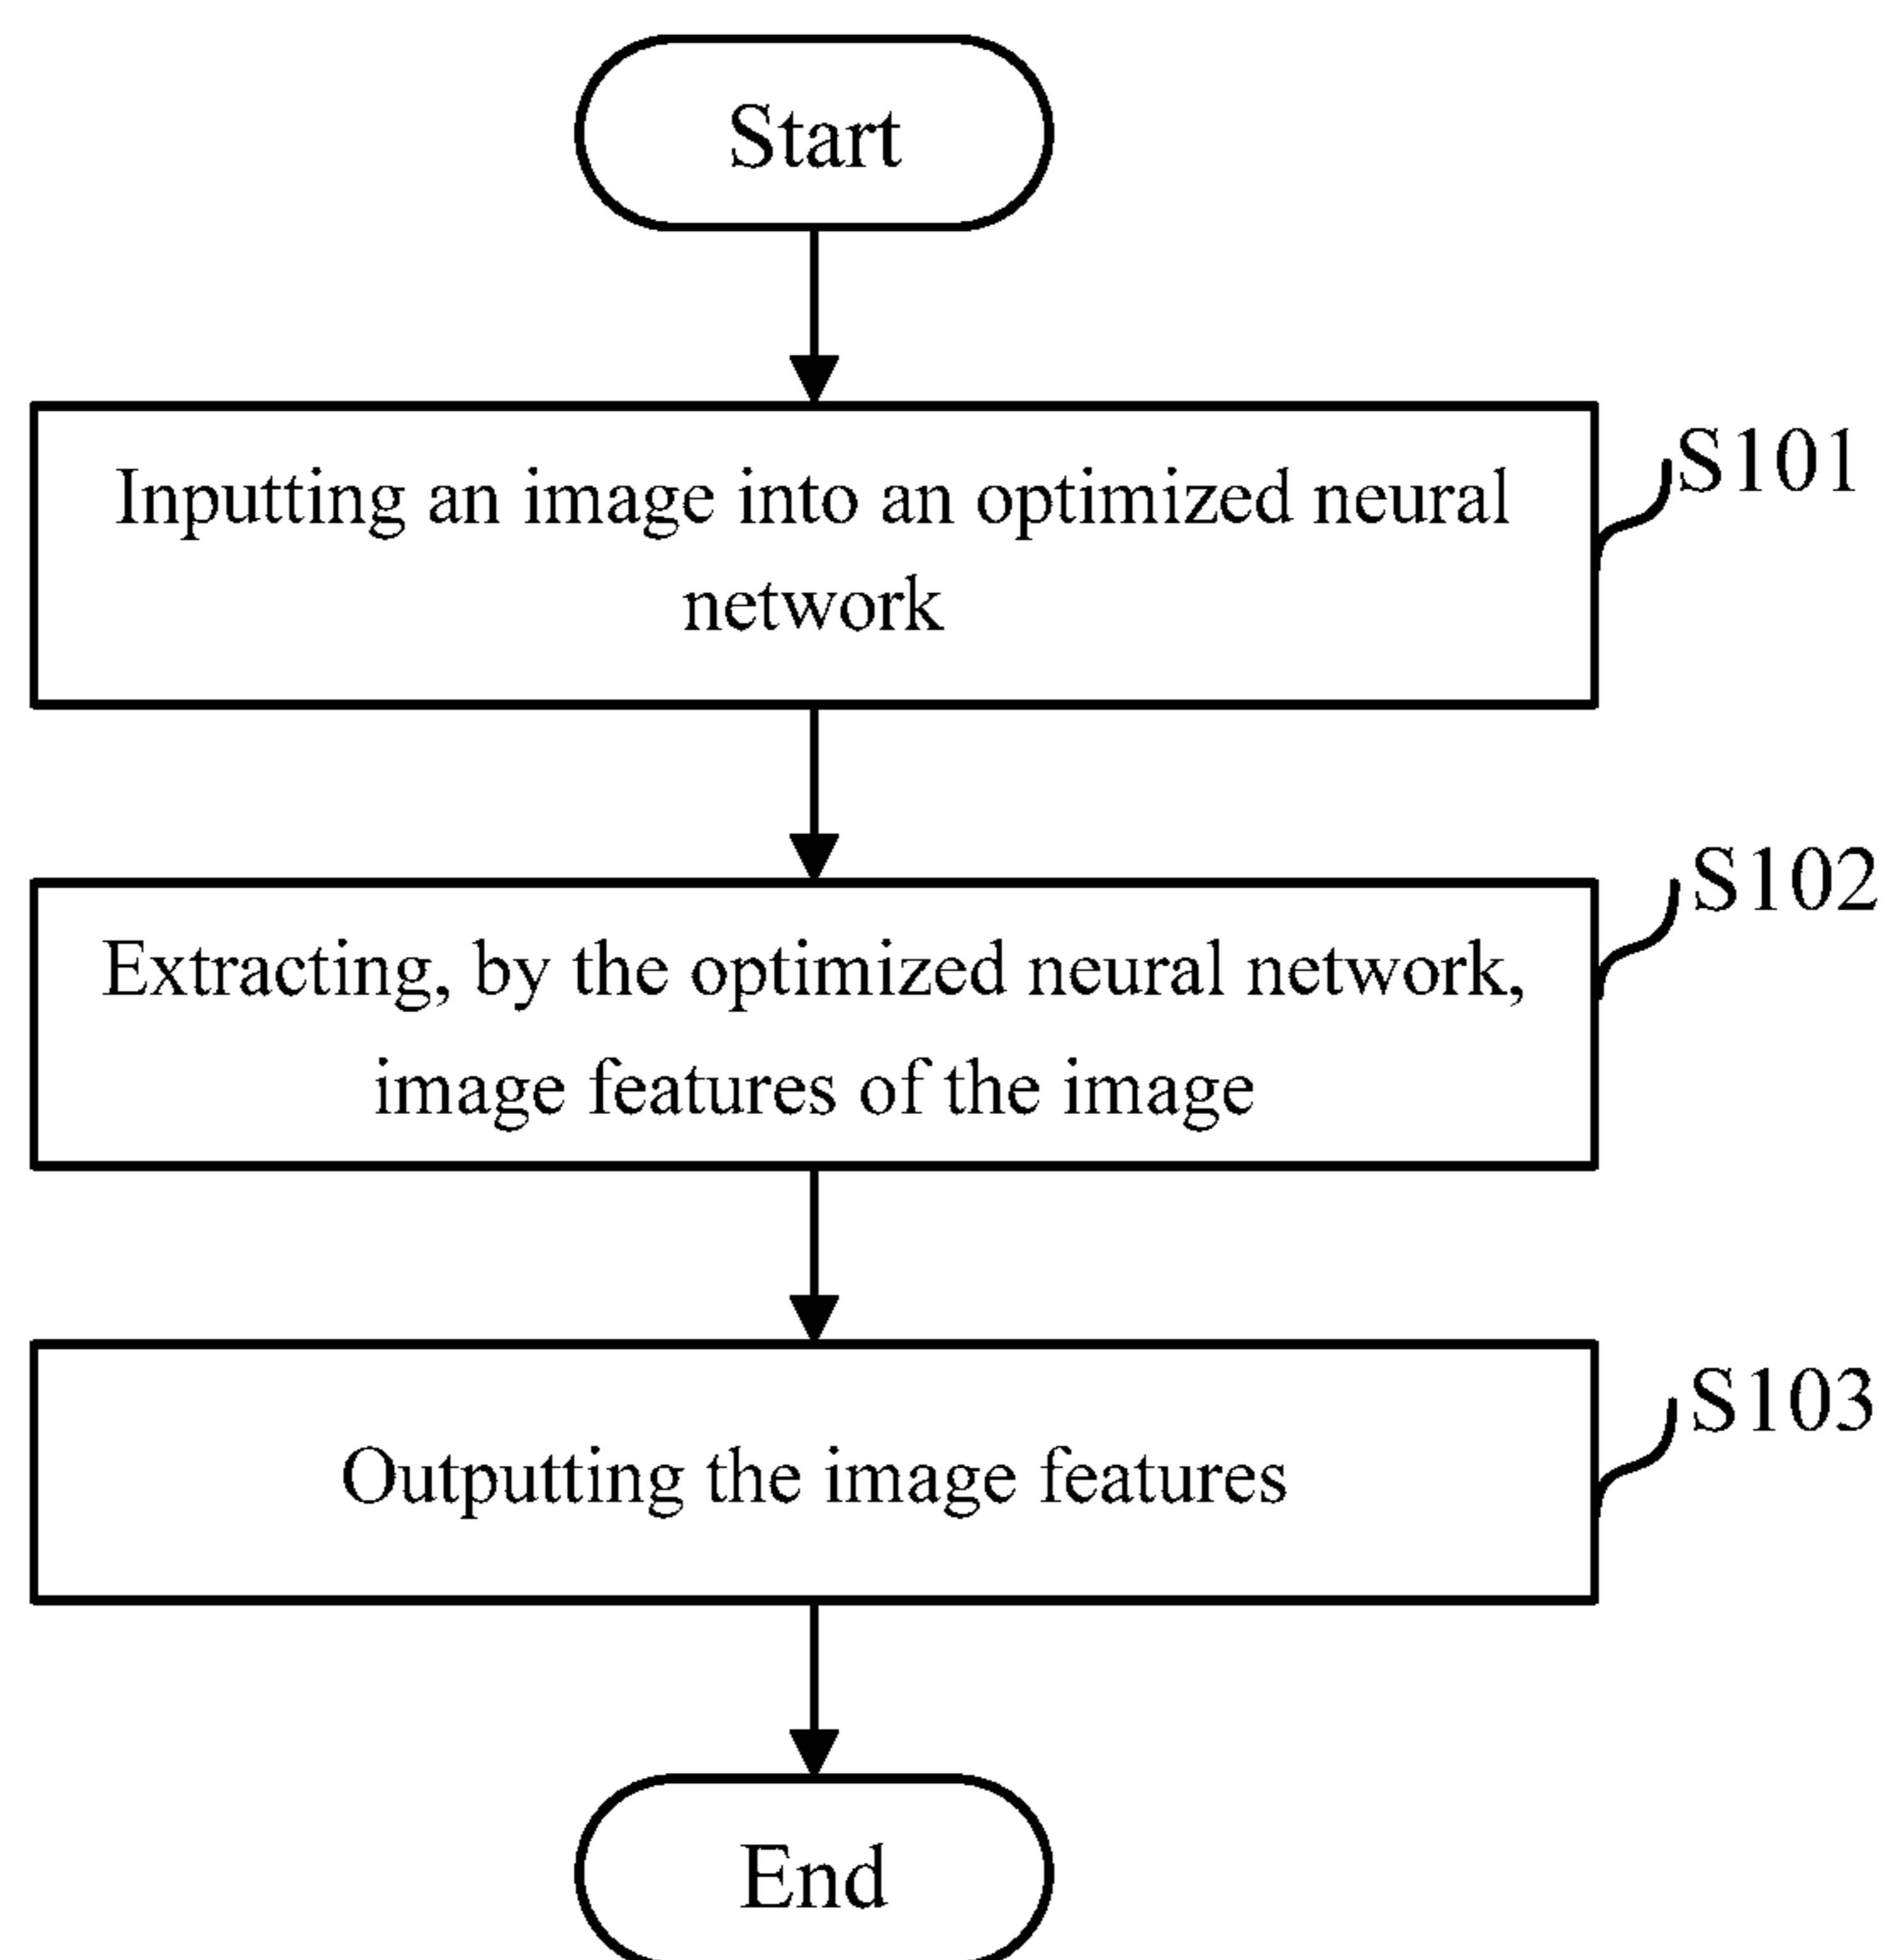 Start
S101
Inputting an image into an optimized neural
network
S102
Extracting, by the optimized neural network,
image features of the image
S103
Outputting the image features
End